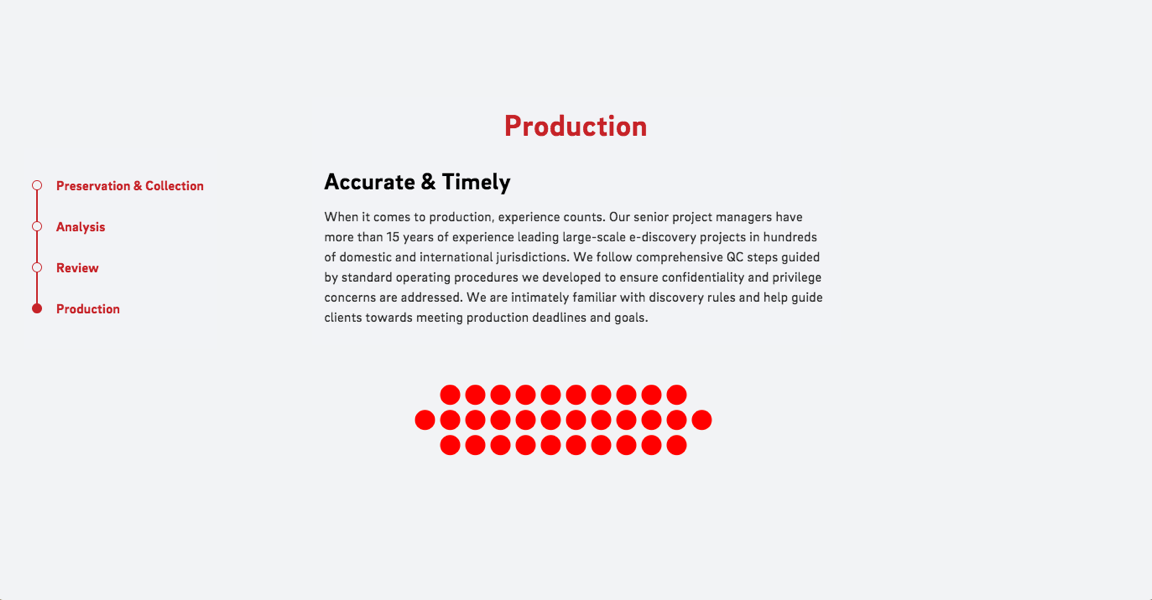 Production
Preservation & Collection
Analysis
Review
Production
Accurate & Timely
When it comes to production, experience counts. Our senior project managers have
more than 15 years of experience leading large-scale e-discovery projects in hundreds
of domestic and international jurisdictions. We follow comprehensive QC steps guided
by standard operating procedures we developed to ensure confidentiality and privilege
concerns are addressed. We are intimately familiar with discovery rules and help guide
clients towards meeting production deadlines and goals.